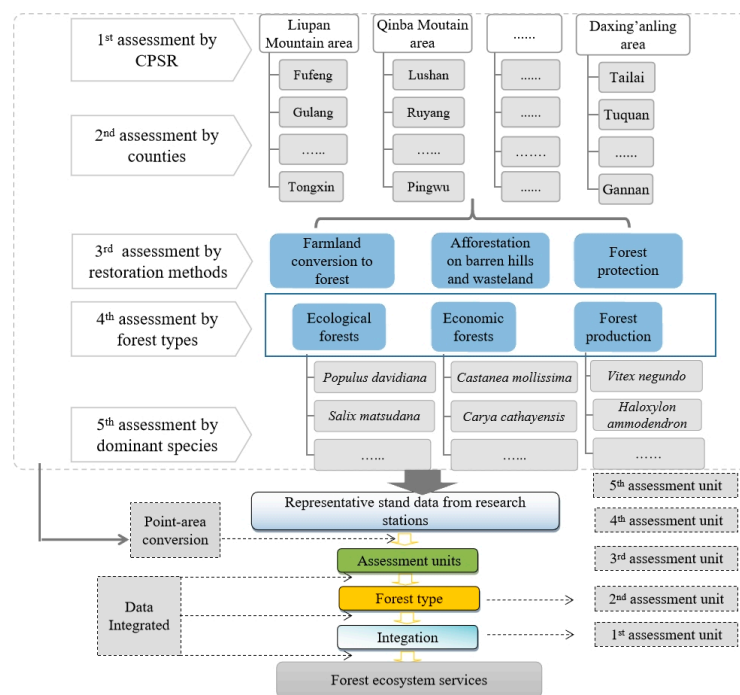 1st assessment by
CPSR
Liupan
Mountain area
Qinba Moutain
area
......
Daxing'anling
area
Fufeng
Lushan
......
Tailai
2nd assessment by
counties
Gulang
Ruyang
......
Tuquan
…...
…...
…….
......
Tongxin
Pingwu
......
Gannan
3rd assessment by
restoration methods
Farmland
conversion to
forest
Afforestation
on barren hills
and wasteland
Forest
protection
4th assessment by
forest types
Ecological
forests
Economic
forests
Forest
production
5th assessment by
dominant species
Populus davidiana
Castanea mollissima
Vitex negundo
Salix matsudana
Carya cathayensis
Haloxylon
ammodendron
…...
…...
……
Representative stand data from research
stations
5th assessment unit
Point-area
conversion
4th assessment unit
Assessment units
3rd assessment unit
Data
Integrated
Forest type
2nd assessment unit
Integation
1st assessment unit
Forest ecosystem services